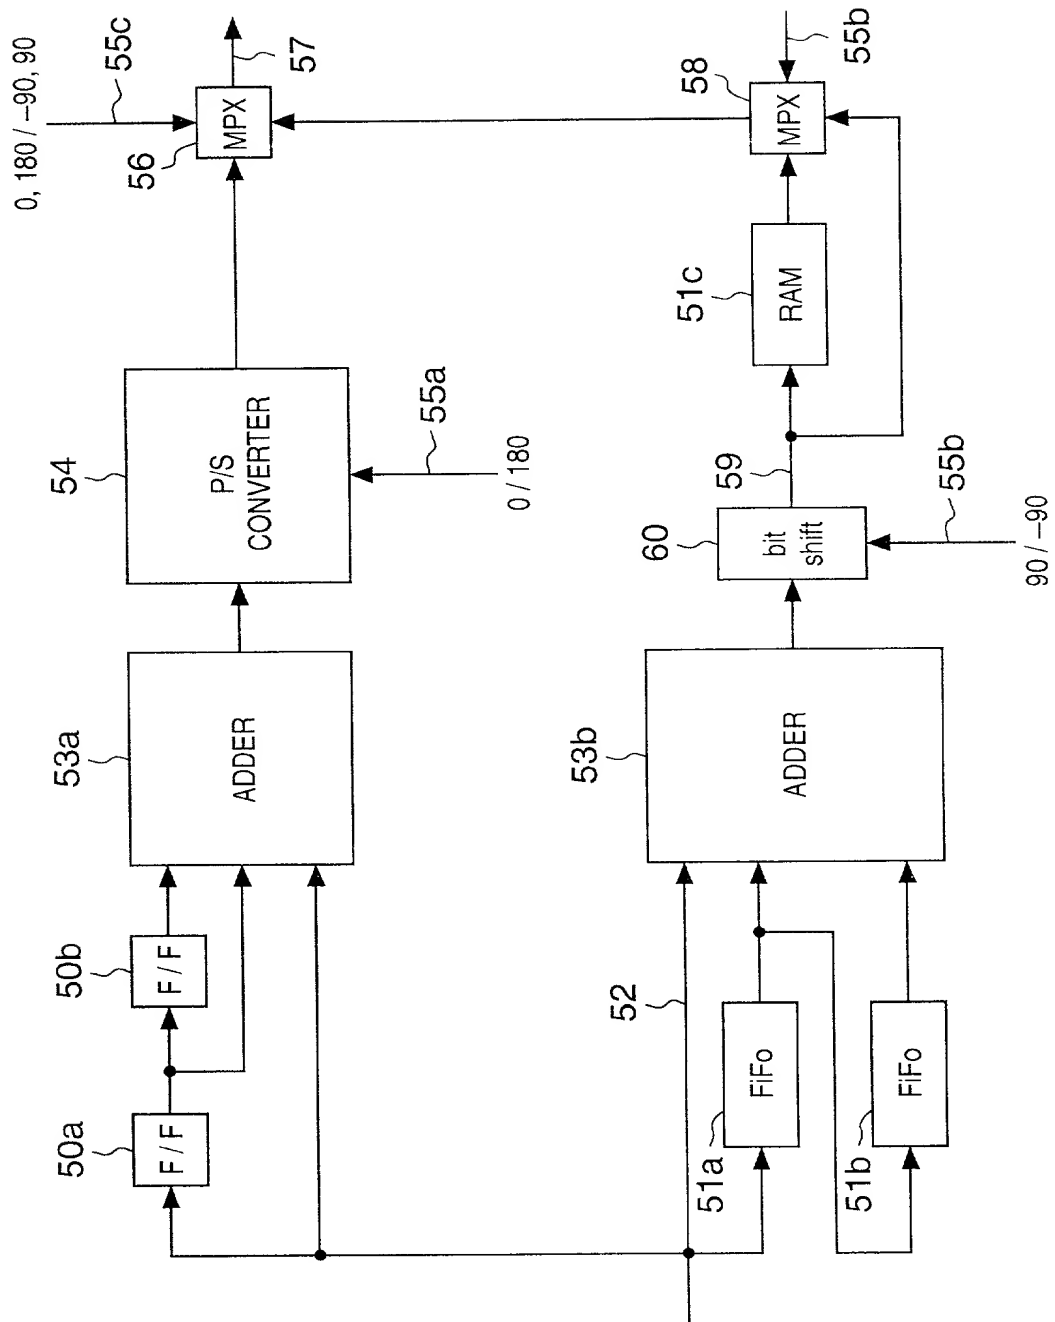 0, 180 / –90, 90
55c
57
56
MPX
54
P/S
CONVERTER
55a
0 / 180
53a
ADDER
50b
F / F
50a
F / F
55b
58
MPX
51c
RAM
59
60
bit
shift
55b
90 / –90
53b
ADDER
52
51a
FiFo
51b
FiFo